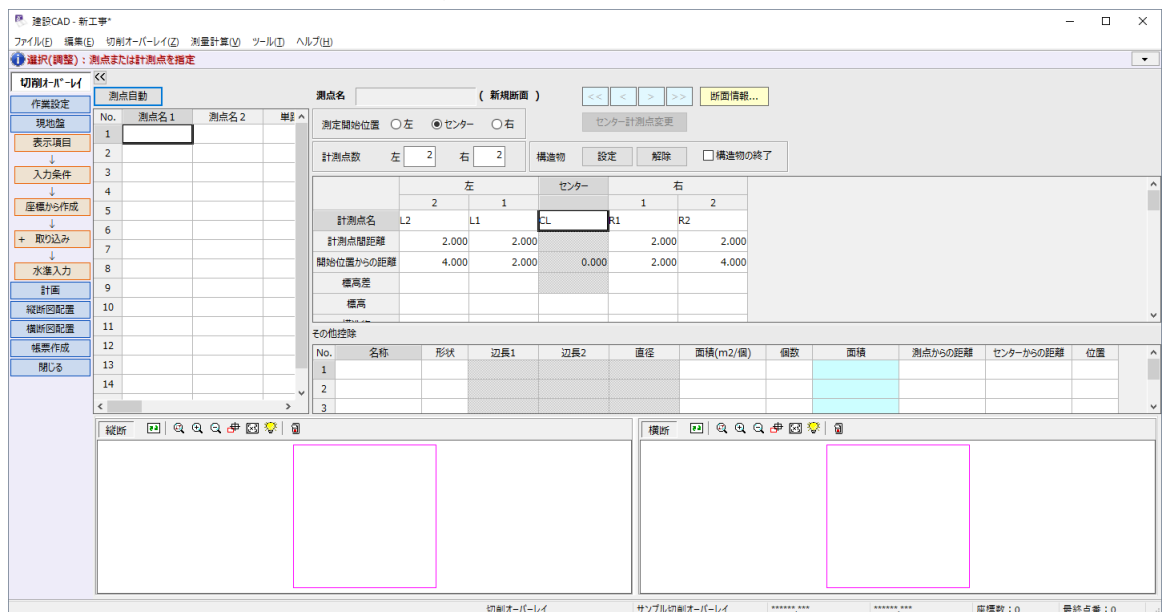 建設CAD - 新工事*
ファイル(F) 編集(E) 切削オーバーレイ(Z) 測量計算(V) ツール(T) ヘルプ(H)
選択(調整)：測点または計測点を指定
切削ｵｰﾊﾞｰﾚｲ
作業設定
現地盤
表示項目
↓
入力条件
↓
座標から作成
↓
+ 取り込み
↓
水準入力
計画
縦断図配置
横断図配置
帳票作成
閉じる
<<
測点自動
No. 測点名1 測点名2
1
2
3
4
5
6
7
8
9
10
11
12
13
14
測点名 ( 新規断面 ) << < > >> 断面情報...
測定開始位置 左 センター 右 センター計測点変更
計測点数 左 2 右 2 構造物 設定 解除 構造物の終了
左 センター 右
2 1 1 2
計測点名 L2 L1 CL R1 R2
計測点間距離 2.000 2.000 2.000 2.000
開始位置からの距離 4.000 2.000 0.000 2.000 4.000
標高差
標高
その他控除
No. 名称 形状 辺長1 辺長2 直径 面積(m2/個) 個数 面積 測点からの距離 センターからの距離 位置
1
2
3
縦断
横断
切削オーバーレイ サンプル切削オーバーレイ ******.*** ******.*** 座標数：0 最終点番：0